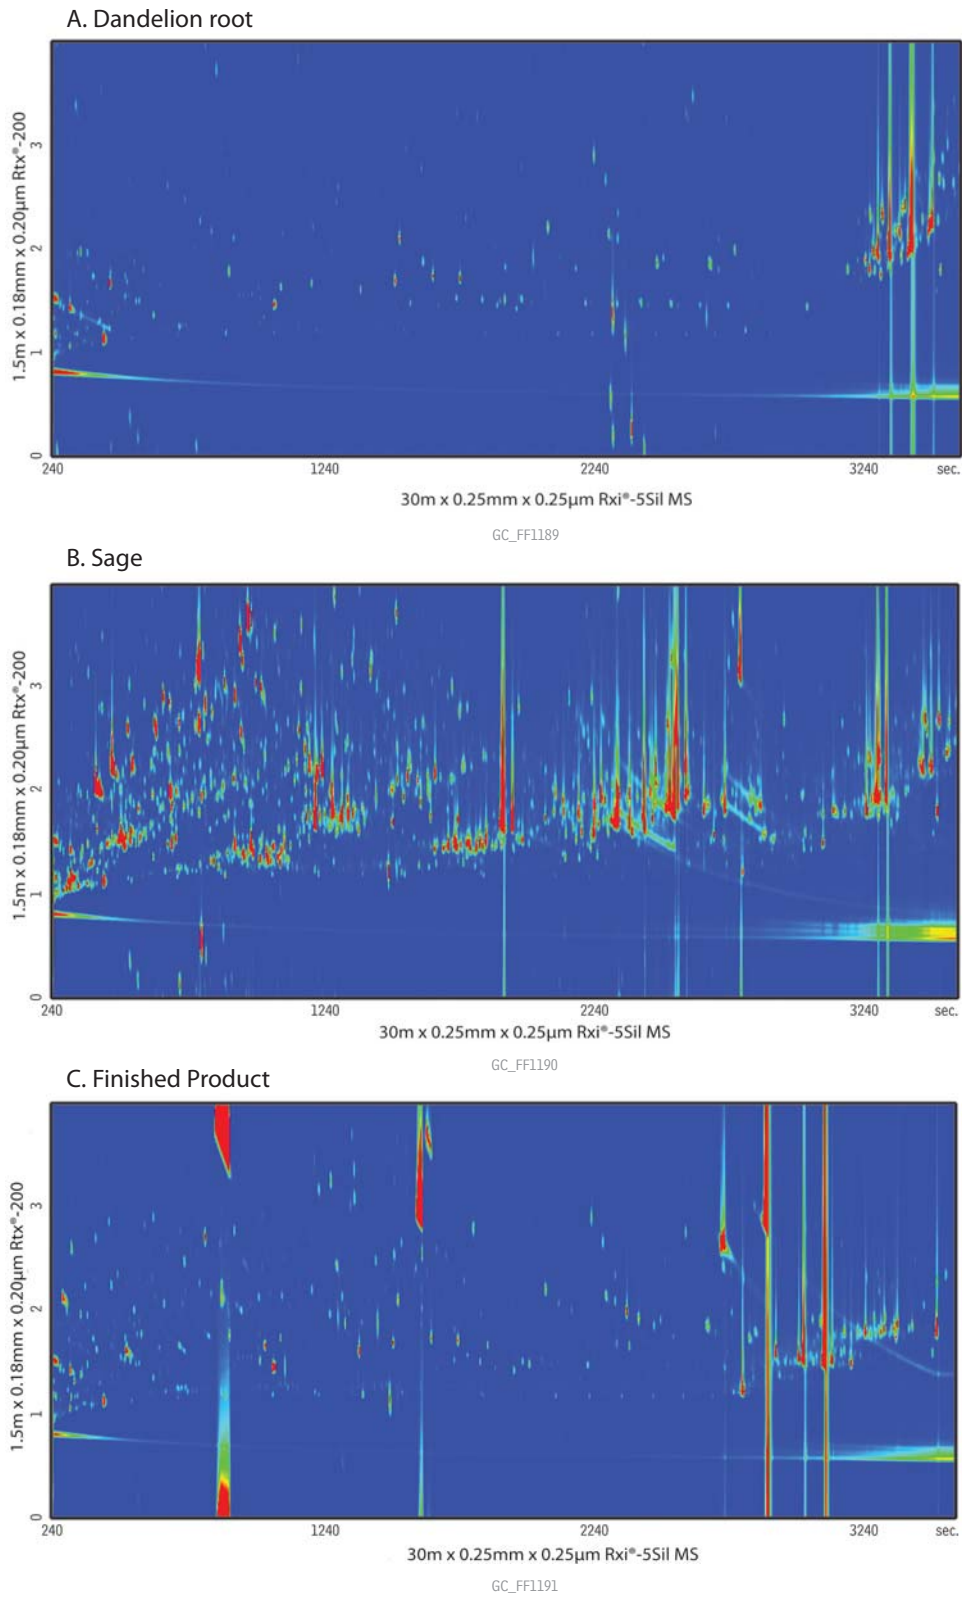 A. Dandelion root
1.5m x 0.18mm x 0.20µm Rtx®-200
3
2
1
0
240 1240 2240 3240 sec.
30m x 0.25mm x 0.25µm Rxi®-5Sil MS
GC_FF1189
B. Sage
1.5m x 0.18mm x 0.20µm Rtx®-200
3
2
1
0
240 1240 2240 3240 sec.
30m x 0.25mm x 0.25µm Rxi®-5Sil MS
GC_FF1190
C. Finished Product
1.5m x 0.18mm x 0.20µm Rtx®-200
3
2
1
0
240 1240 2240 3240 sec.
30m x 0.25mm x 0.25µm Rxi®-5Sil MS
GC_FF1191